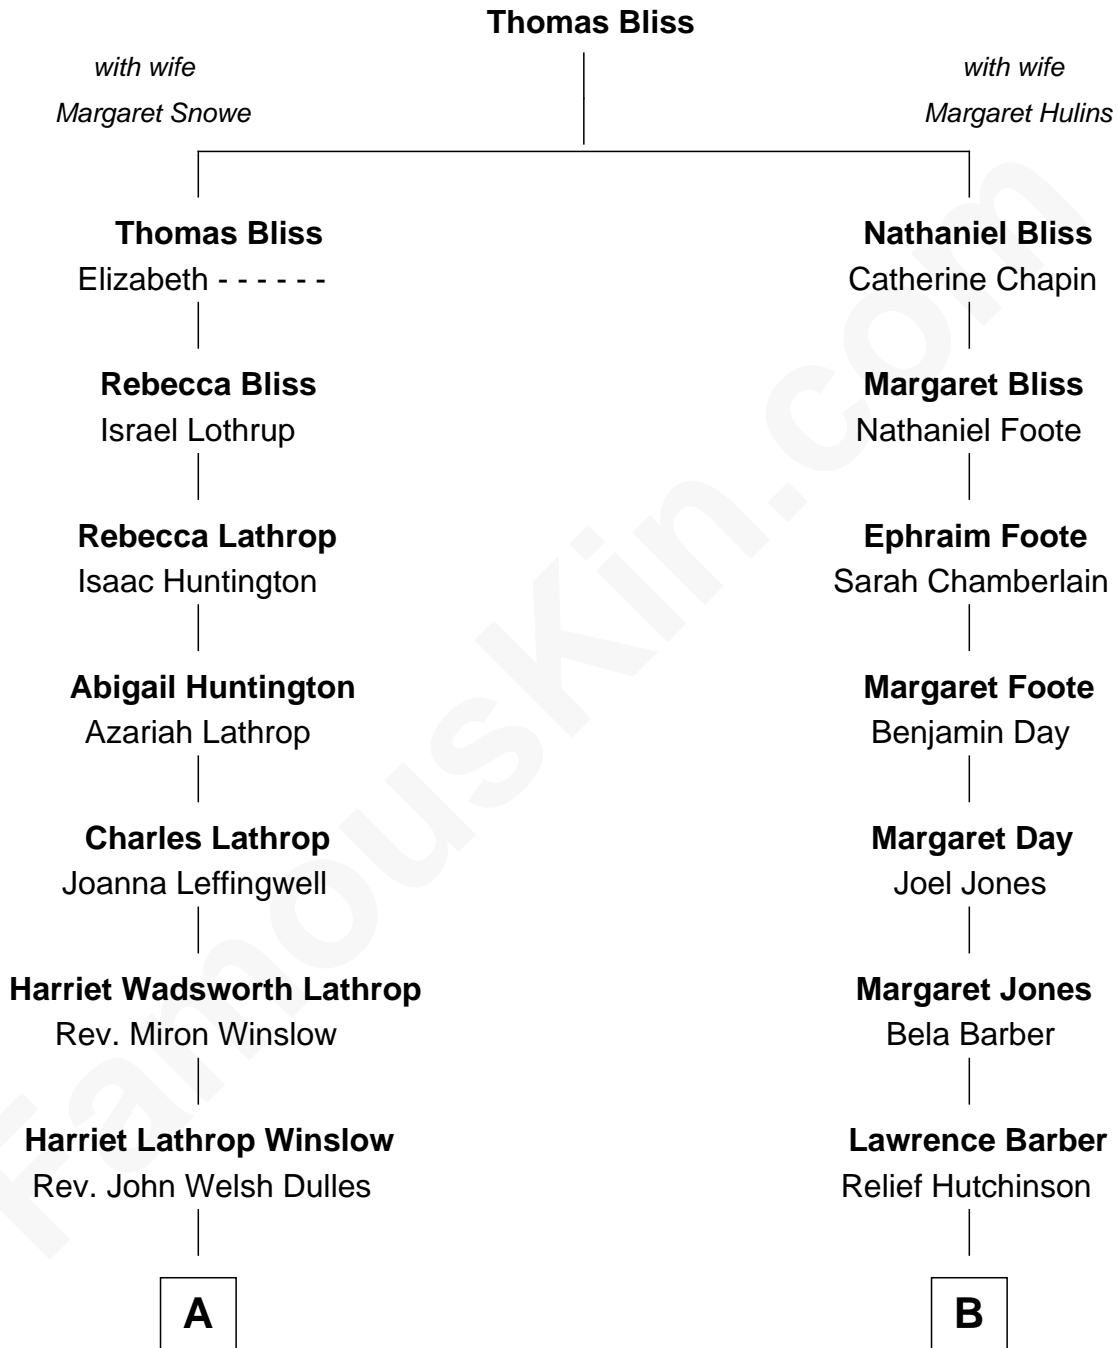 Thomas Bliss
with wife
Margaret Snowe
with wife
Margaret Hulins
Thomas Bliss
Elizabeth - - - - - -
Nathaniel Bliss
Catherine Chapin
Rebecca Bliss
Israel Lothrup
Margaret Bliss
Nathaniel Foote
Rebecca Lathrop
Isaac Huntington
Ephraim Foote
Sarah Chamberlain
Abigail Huntington
Azariah Lathrop
Margaret Foote
Benjamin Day
Charles Lathrop
Joanna Leffingwell
Margaret Day
Joel Jones
Harriet Wadsworth Lathrop
Rev. Miron Winslow
Margaret Jones
Bela Barber
Harriet Lathrop Winslow
Rev. John Welsh Dulles
Lawrence Barber
Relief Hutchinson
A
B
FamousKin.com